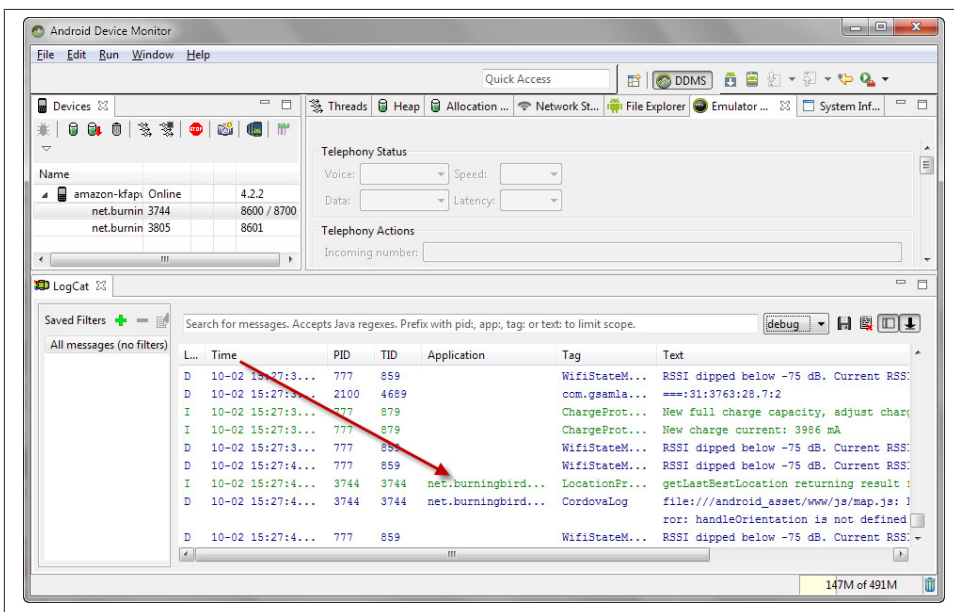 Android Device Monitor
File Edit Run Window Help
Quick Access
DDMS
Devices
Threads Heap Allocation ... Network St... File Explorer Emulator ... System Inf...
Name
amazon-kfapv Online 4.2.2
net.burnin 3744 8600 / 8700
net.burnin 3805 8601
Telephony Status
Voice: Speed:
Data: Latency:
Telephony Actions
Incoming number:
LogCat
Saved Filters
All messages (no filters)
Search for messages. Accepts Java regexes. Prefix with pid:, app:, tag: or text: to limit scope.
debug
L... Time PID TID Application Tag Text
D 10-02 15:27:3... 777 859 WifiStateM... RSSI dipped below -75 dB. Current RSSI
D 10-02 15:27:3... 2100 4689 com.gsamla... ===:31:3763:28.7:2
I 10-02 15:27:3... 777 879 ChargeProt... New full charge capacity, adjust charg
I 10-02 15:27:3... 777 879 ChargeProt... New charge current: 3986 mA
D 10-02 15:27:3... 777 859 WifiStateM... RSSI dipped below -75 dB. Current RSSI
D 10-02 15:27:4... 777 859 WifiStateM... RSSI dipped below -75 dB. Current RSSI
I 10-02 15:27:4... 3744 3744 net.burningbird... LocationPr... getLastBestLocation returning result
D 10-02 15:27:4... 3744 3744 net.burningbird... CordovaLog file:///android_asset/www/js/map.js:
ror: handleOrientation is not defined
D 10-02 15:27:4... 777 859 WifiStateM... RSSI dipped below -75 dB. Current RSSI
147M of 491M